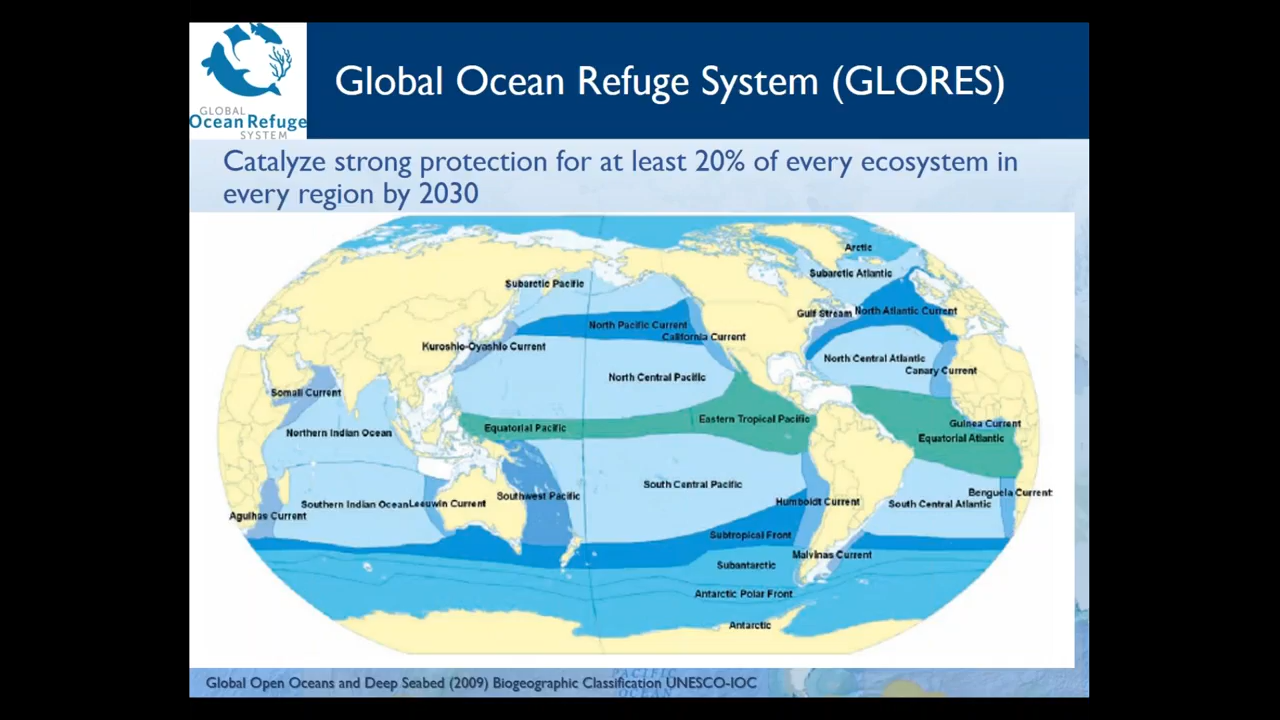 GLOBAL
Ocean Refuge
SYSTEM
Global Ocean Refuge System (GLORES)
Catalyze strong protection for at least 20% of every ecosystem in
every region by 2030
Arctic
Subarctic Atlantic
Subarctic Pacific
Gulf Stream
North Atlantic Current
North Pacific Current
California Current
Kuroshio-Oyashio Current
North Central Atlantic
Canary Current
North Central Pacific
Somali Current
Eastern Tropical Pacific
Guinea Current
Equatorial Pacific
Northern Indian Ocean
Equatorial Atlantic
South Central Pacific
Benguela Current
Southwest Pacific
Southern Indian Ocean
Leeuwin Current
Humboldt Current
South Central Atlantic
Agulhas Current
Subtropical Front
Malvinas Current
Subantarctic
Antarctic Polar Front
Antarctic
PACIFIC
OCEAN
Global Open Oceans and Deep Seabed (2009) Biogeographic Classification UNESCO-IOC